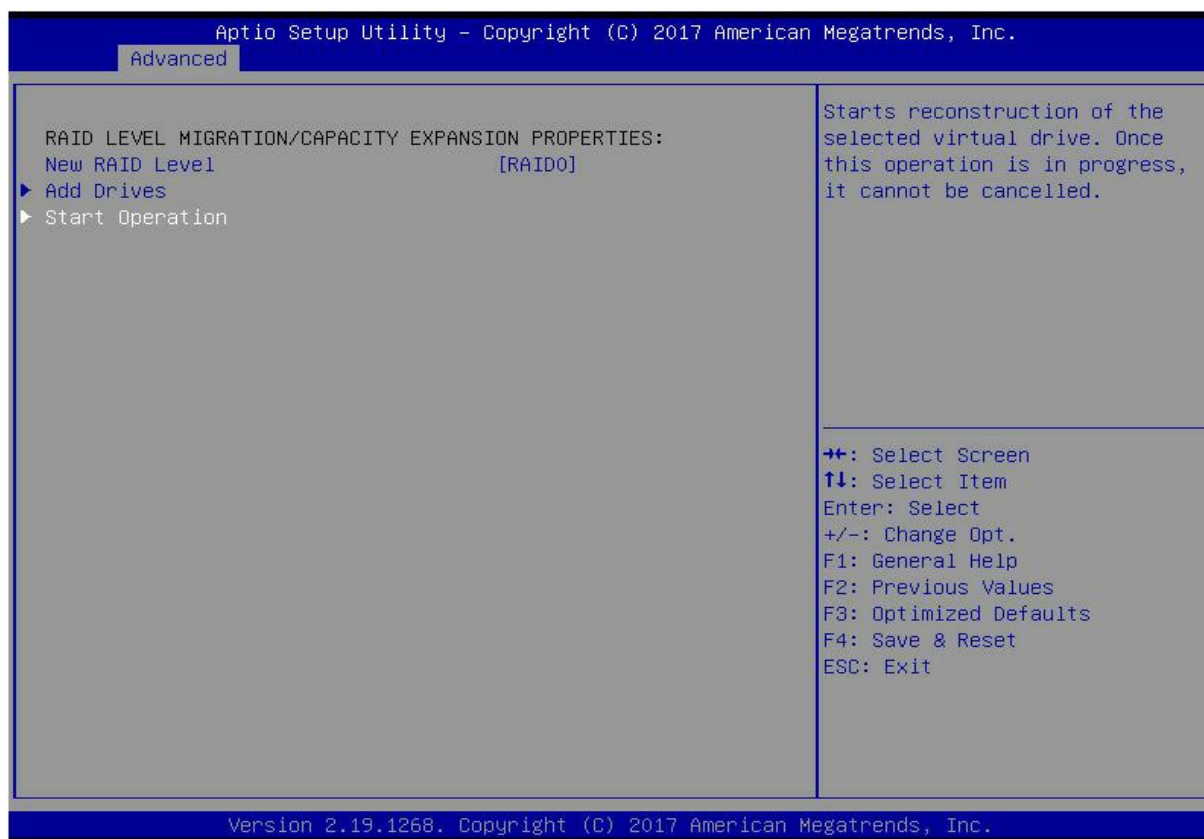 Aptio Setup Utility – Copyright (C) 2017 American Megatrends, Inc.
Advanced
RAID LEVEL MIGRATION/CAPACITY EXPANSION PROPERTIES:
New RAID Level [RAID0]
▶ Add Drives
▶ Start Operation
Starts reconstruction of the
selected virtual drive. Once
this operation is in progress,
it cannot be cancelled.
→←: Select Screen
↑↓: Select Item
Enter: Select
+/-: Change Opt.
F1: General Help
F2: Previous Values
F3: Optimized Defaults
F4: Save & Reset
ESC: Exit
Version 2.19.1268. Copyright (C) 2017 American Megatrends, Inc.